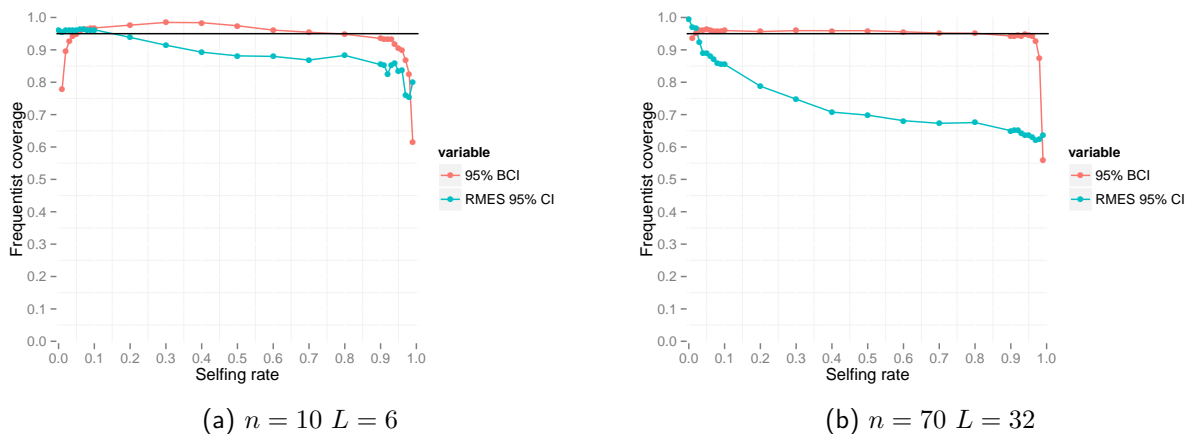 1.0
0.9
0.8
0.7
0.6
0.5
0.4
0.3
0.2
0.1
0.0
Frequentist coverage
0.0 0.1 0.2 0.3 0.4 0.5 0.6 0.7 0.8 0.9 1.0
Selfing rate
variable
95% BCI
RMES 95% CI
(a) n = 10 L = 6
1.0
0.9
0.8
0.7
0.6
0.5
0.4
0.3
0.2
0.1
0.0
Frequentist coverage
0.0 0.1 0.2 0.3 0.4 0.5 0.6 0.7 0.8 0.9 1.0
Selfing rate
variable
95% BCI
RMES 95% CI
(b) n = 70 L = 32